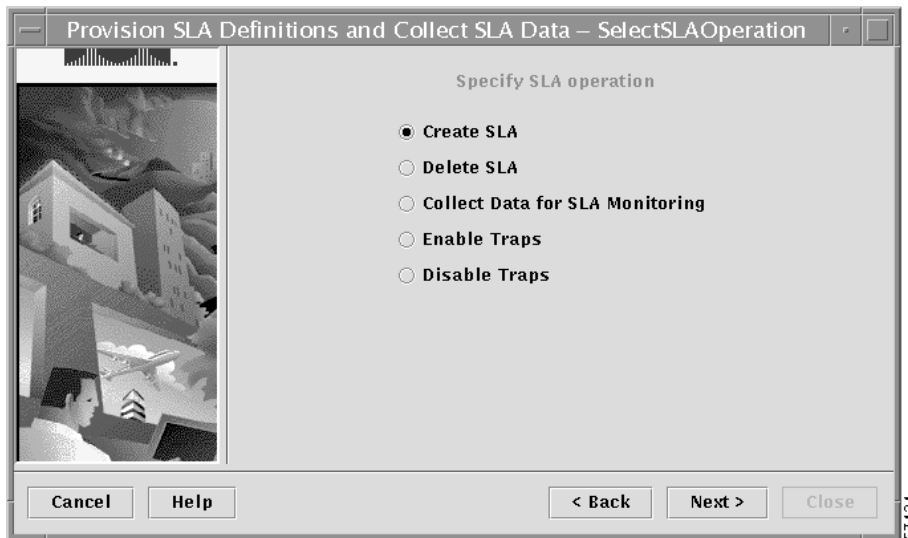 Provision SLA Definitions and Collect SLA Data – SelectSLAOperation
Specify SLA operation
Create SLA
Delete SLA
Collect Data for SLA Monitoring
Enable Traps
Disable Traps
Cancel Help < Back Next > Close